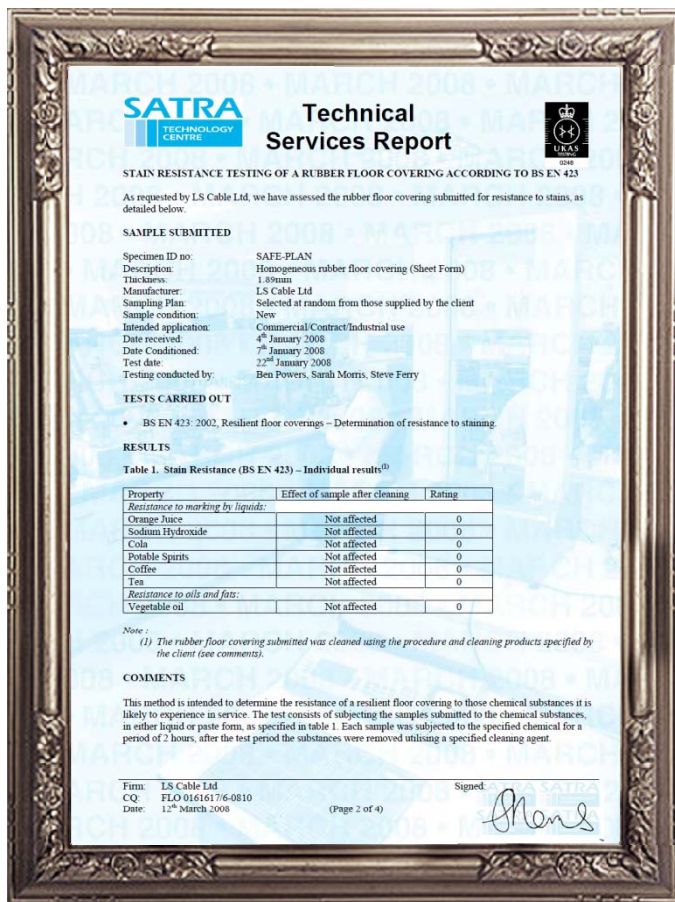 SATRA
TECHNOLOGY
CENTRE
Technical
Services Report
UKAS
TESTING
0248
STAIN RESISTANCE TESTING OF A RUBBER FLOOR COVERING ACCORDING TO BS EN 423
As requested by LS Cable Ltd, we have assessed the rubber floor covering submitted for resistance to stains, as
detailed below.
SAMPLE SUBMITTED
Specimen ID no: SAFE-PLAN
Description: Homogeneous rubber floor covering (Sheet Form)
Thickness: 1.89mm
Manufacturer: LS Cable Ltd
Sampling Plan: Selected at random from those supplied by the client
Sample condition: New
Intended application: Commercial/Contract/Industrial use
Date received: 4th January 2008
Date Conditioned: 7th January 2008
Test date: 22nd January 2008
Testing conducted by: Ben Powers, Sarah Morris, Steve Ferry
TESTS CARRIED OUT
• BS EN 423: 2002, Resilient floor coverings – Determination of resistance to staining.
RESULTS
Table 1. Stain Resistance (BS EN 423) – Individual results(1)
Property Effect of sample after cleaning Rating
Resistance to marking by liquids:
Orange Juice Not affected 0
Sodium Hydroxide Not affected 0
Cola Not affected 0
Potable Spirits Not affected 0
Coffee Not affected 0
Tea Not affected 0
Resistance to oils and fats:
Vegetable oil Not affected 0
Note :
(1) The rubber floor covering submitted was cleaned using the procedure and cleaning products specified by
the client (see comments).
COMMENTS
This method is intended to determine the resistance of a resilient floor covering to those chemical substances it is
likely to experience in service. The test consists of subjecting the samples submitted to the chemical substances,
in either liquid or paste form, as specified in table 1. Each sample was subjected to the specified chemical for a
period of 2 hours, after the test period the substances were removed utilising a specified cleaning agent.
Firm: LS Cable Ltd Signed:
CQ: FLO 0161617/6-0810
Date: 12th March 2008 (Page 2 of 4)
SATRA SATRA